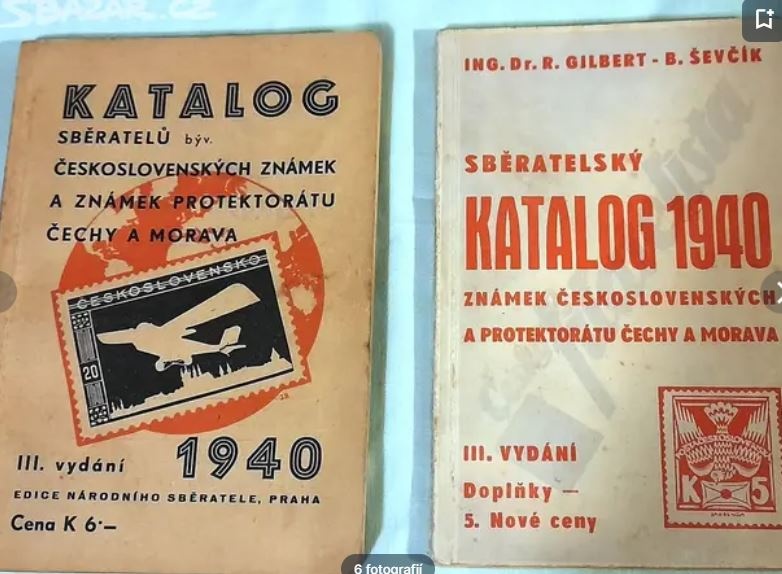 SBAZAR.CZ
KATALOG
SBĚRATELŮ býv.
ČESKOSLOVENSKÝCH ZNÁMEK
A ZNÁMEK PROTEKTORÁTU
ČECHY A MORAVA
ČESKOSLOVENSKO
20
III. vydání 1940
EDICE NÁRODNÍHO SBĚRATELE, PRAHA
Cena K 6·—
ING. Dr. R. GILBERT - B. ŠEVČÍK
SBĚRATELSKÝ
KATALOG 1940
ZNÁMEK ČESKOSLOVENSKÝCH
A PROTEKTORÁTU ČECHY A MORAVA
III. VYDÁNÍ
Doplňky —
5. Nové ceny
K 5
6 fotografií